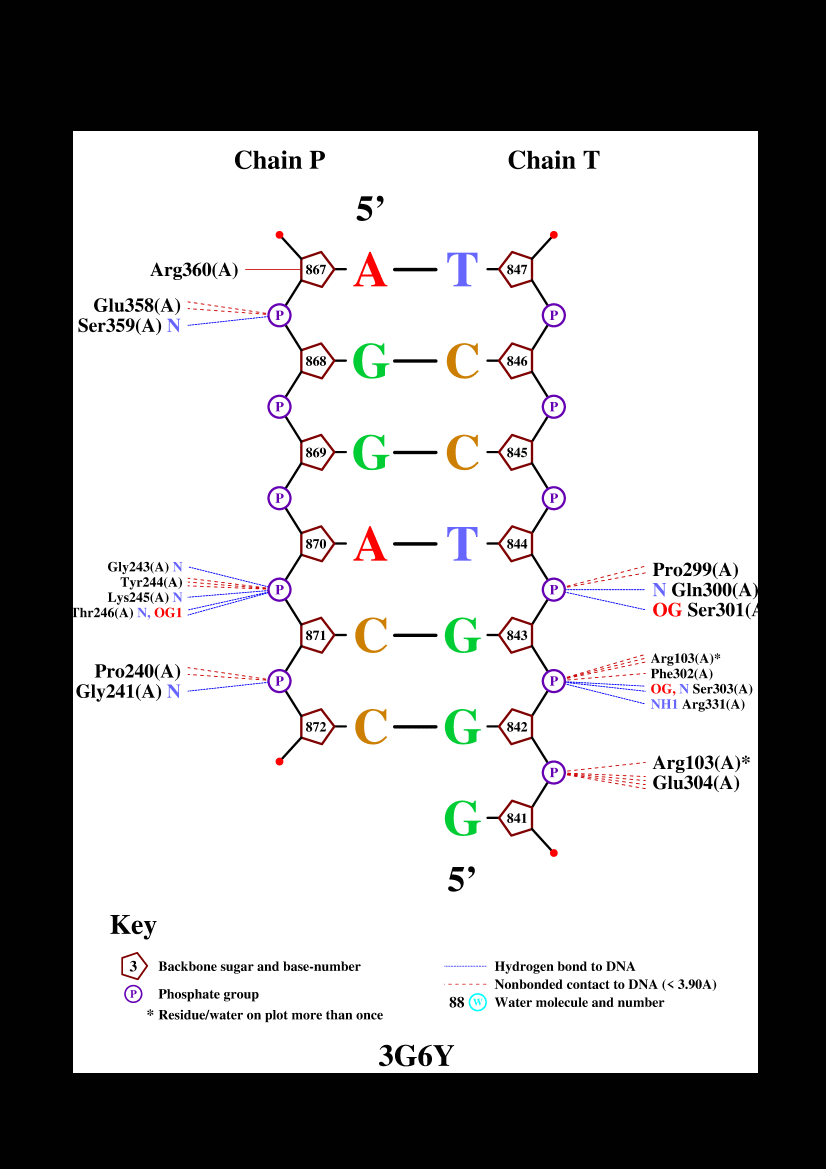 Chain P Chain T
5’
Arg360(A) 867 A T 847
Glu358(A)
P P
Ser359(A) N
868 G C 846
P P
869 G C 845
P P
870 A T 844
Gly243(A) N Pro299(A)
Tyr244(A)
P P N Gln300(A)
Lys245(A) N
Thr246(A) N, OG1 OG Ser301(A
871 C G 843
Arg103(A)*
Pro240(A) Phe302(A)
P P
Gly241(A) N OG, N Ser303(A)
NH1 Arg331(A)
872 C G 842
Arg103(A)*
P
Glu304(A)
G 841
5’
Key
3 Backbone sugar and base-number Hydrogen bond to DNA
Nonbonded contact to DNA (< 3.90A)
P Phosphate group
88 W Water molecule and number
* Residue/water on plot more than once
3G6Y